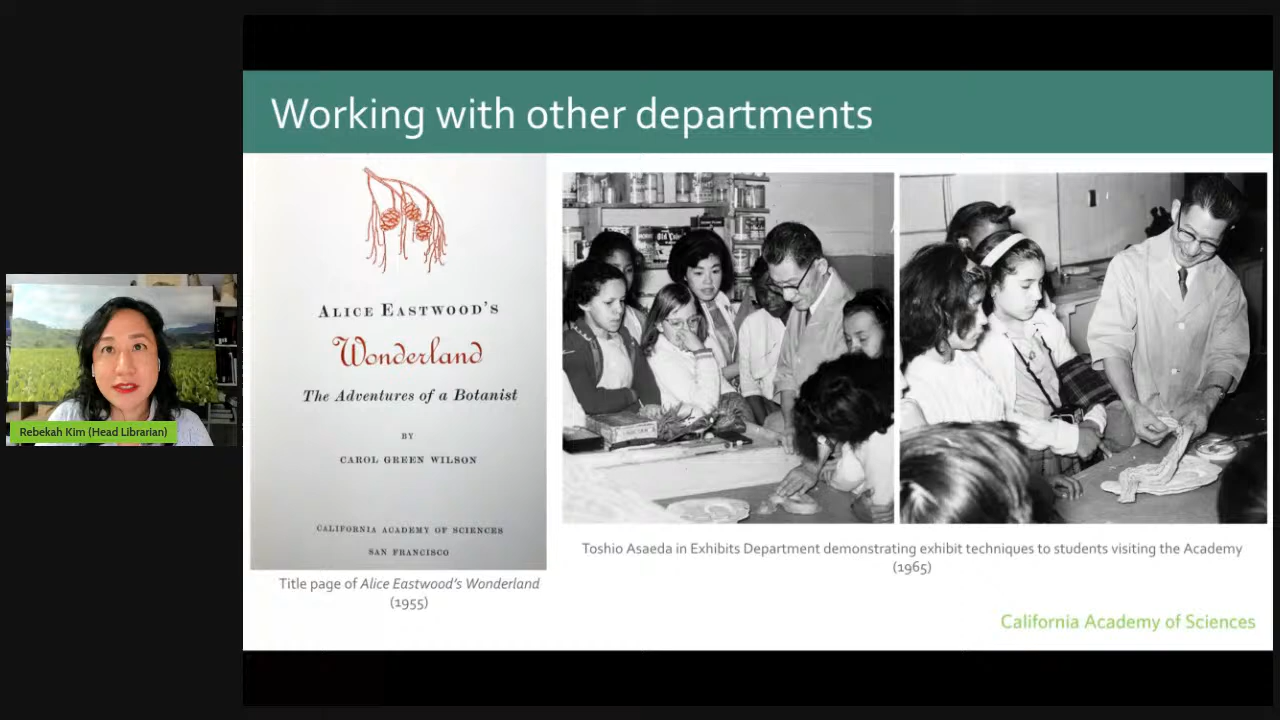 Working with other departments
Rebekah Kim (Head Librarian)
ALICE EASTWOOD'S
Wonderland
The Adventures of a Botanist
BY
CAROL GREEN WILSON
CALIFORNIA ACADEMY OF SCIENCES
SAN FRANCISCO
Title page of Alice Eastwood's Wonderland
(1955)
Toshio Asaeda in Exhibits Department demonstrating exhibit techniques to students visiting the Academy
(1965)
California Academy of Sciences